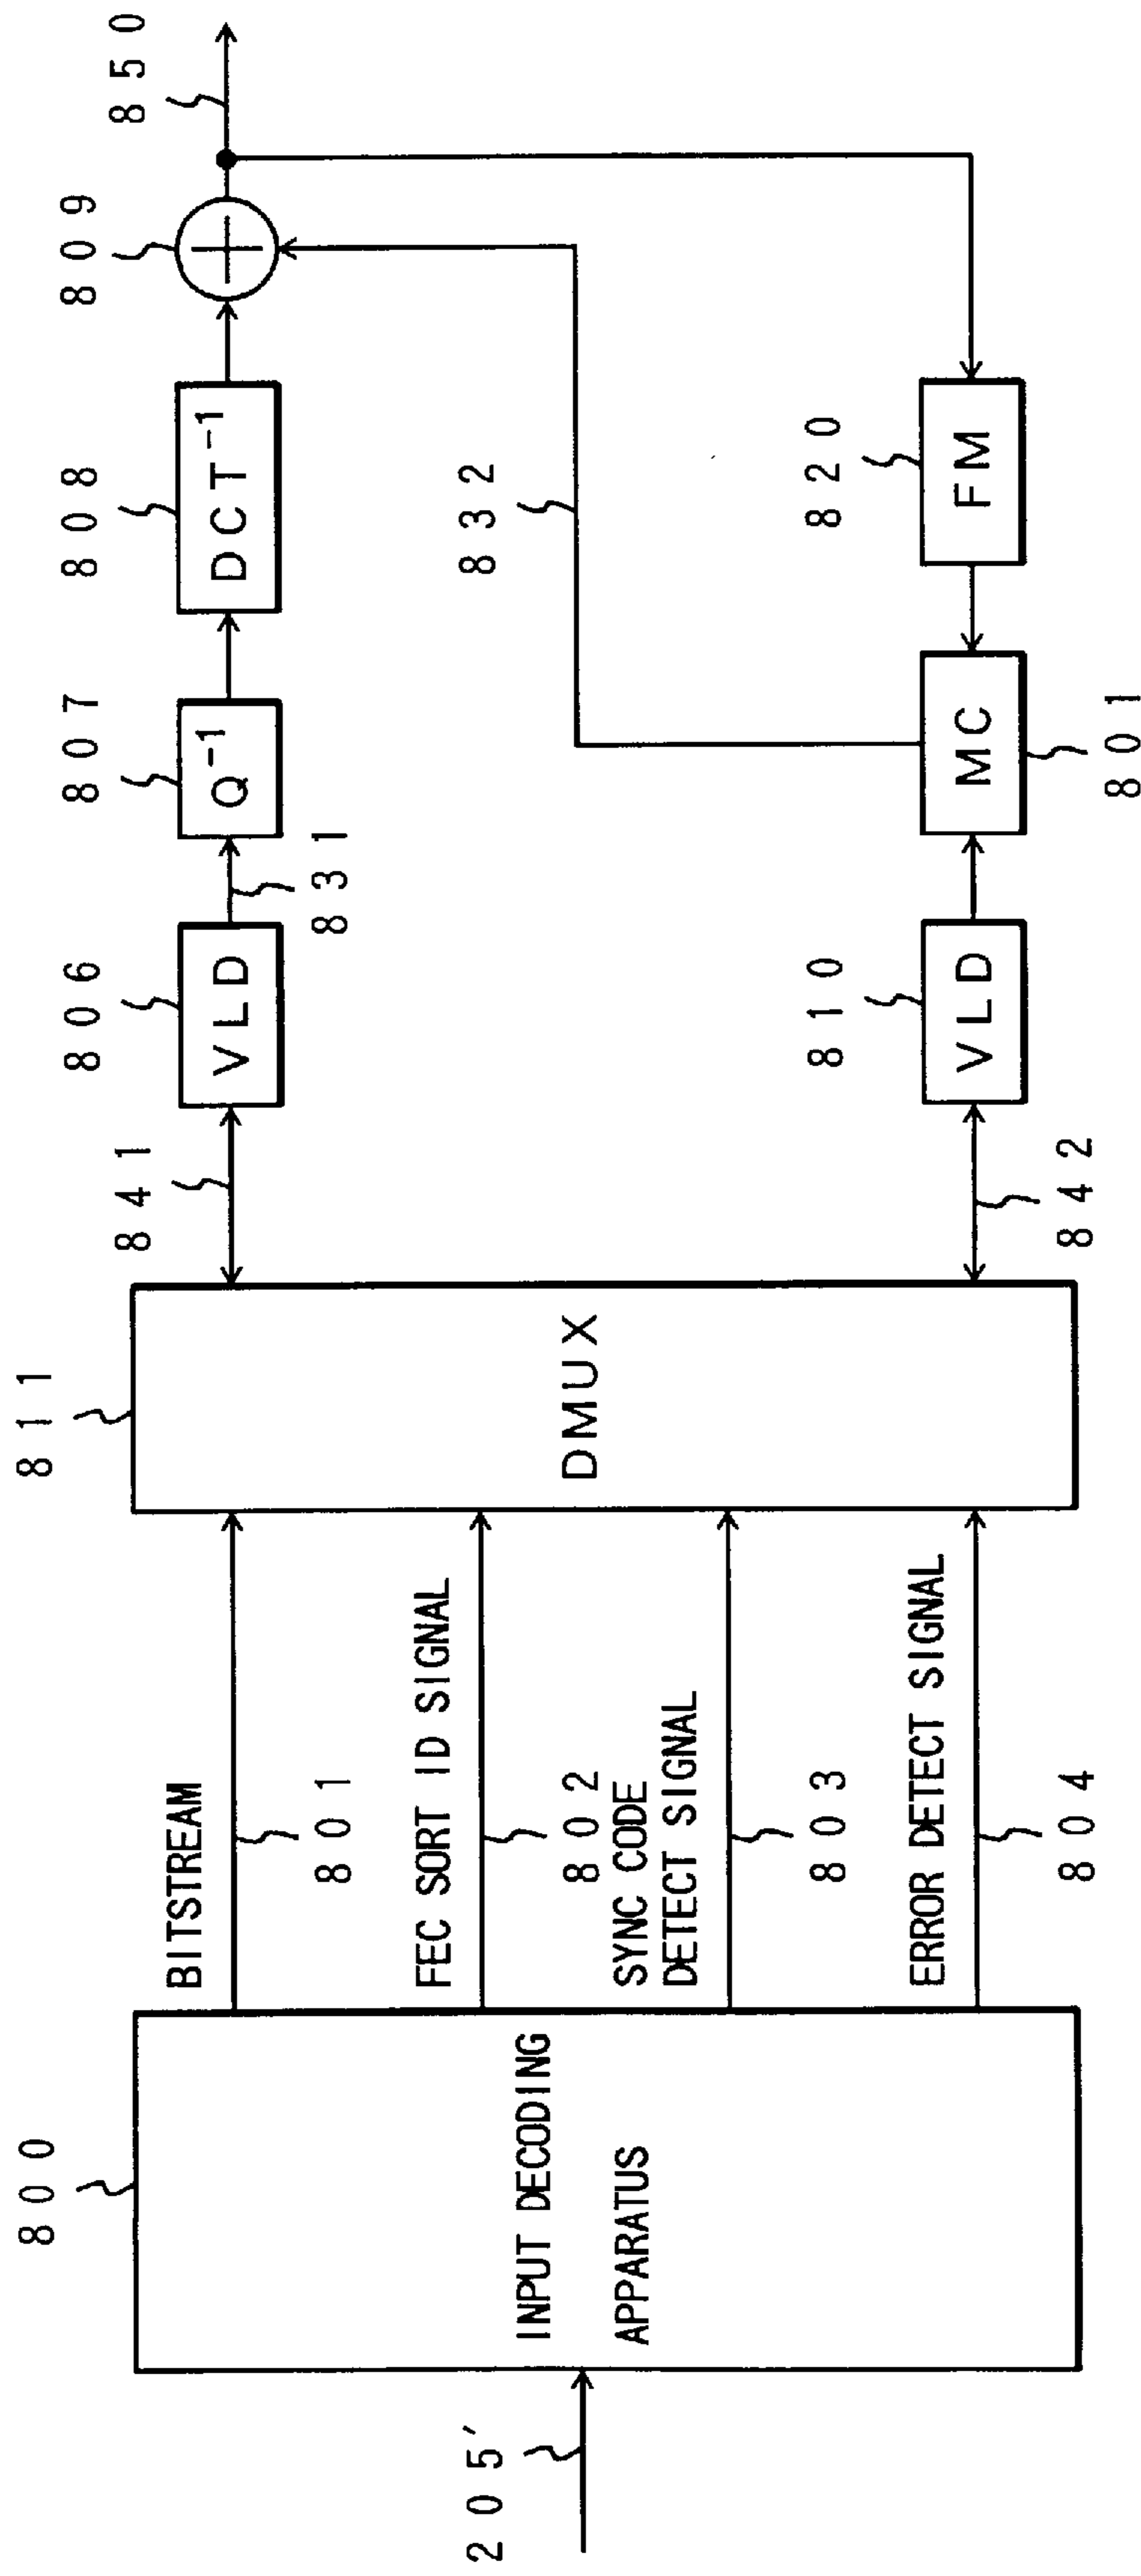 205'
800
INPUT DECODING
APPARATUS
BITSTREAM
801
FEC SORT ID SIGNAL
802
SYNC CODE
DETECT SIGNAL
803
ERROR DETECT SIGNAL
804
811
DMUX
841
806
VLD
831
807
Q⁻¹
808
DCT⁻¹
809
850
832
842
810
VLD
MC
801
820
FM